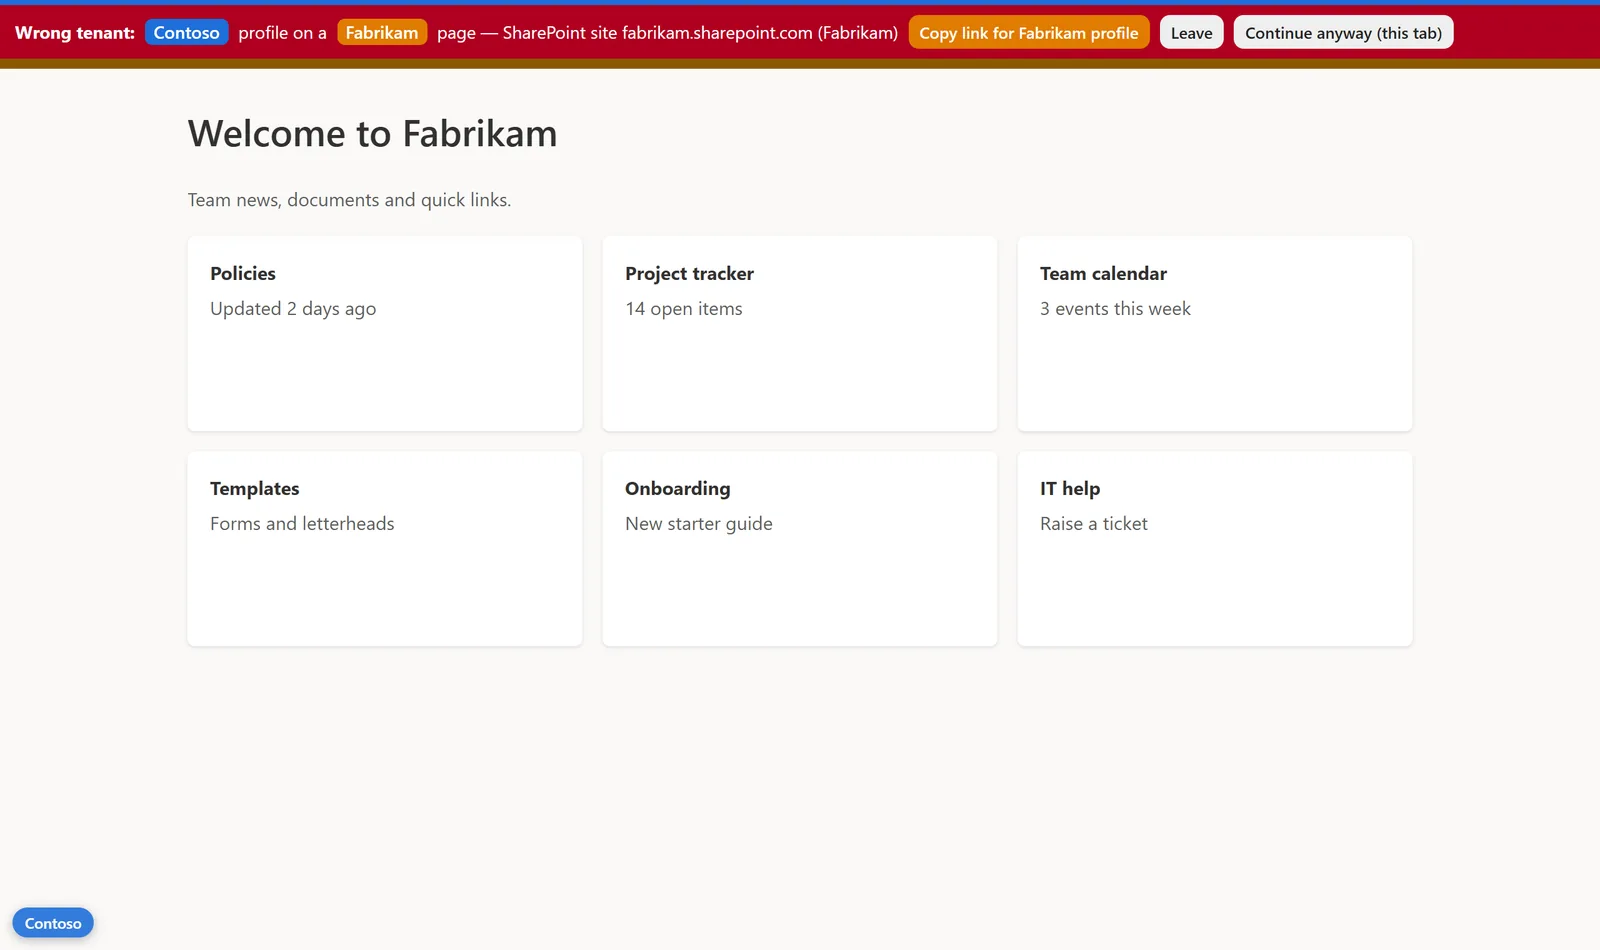 Wrong tenant: Contoso profile on a Fabrikam page — SharePoint site fabrikam.sharepoint.com (Fabrikam) Copy link for Fabrikam profile Leave Continue anyway (this tab)
Welcome to Fabrikam
Team news, documents and quick links.
Policies
Updated 2 days ago
Project tracker
14 open items
Team calendar
3 events this week
Templates
Forms and letterheads
Onboarding
New starter guide
IT help
Raise a ticket
Contoso